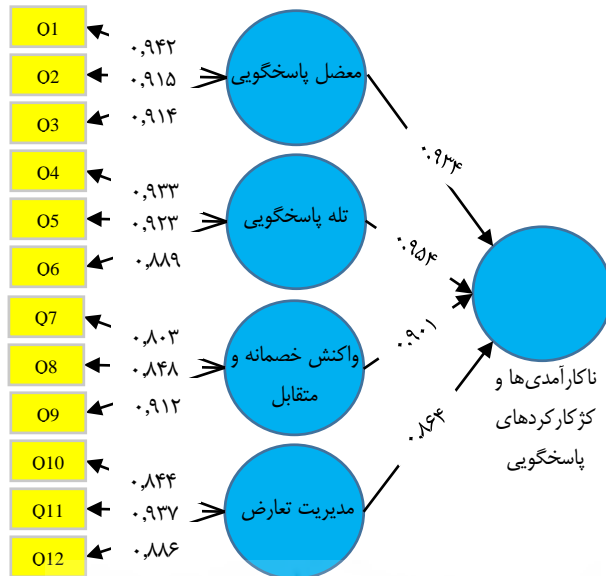 O1
۰,۹۴۲
O2
۰,۹۱۵
O3
۰,۹۱۴
معضل پاسخگویی
۰.۹۳۴
O4
۰,۹۳۳
O5
۰,۹۲۳
O6
۰,۸۸۹
تله پاسخگویی
۰.۹۵۴
Q7
۰,۸۰۳
O8
۰,۸۴۸
O9
۰,۹۱۲
واکنش خصمانه و
متقابل
۰.۹۰۱
O10
۰,۸۴۴
O11
۰,۹۳۷
O12
۰,۸۸۶
مدیریت تعارض
۰.۸۶۴
ناکارآمدی‌ها و
کژکارکردهای
پاسخگویی